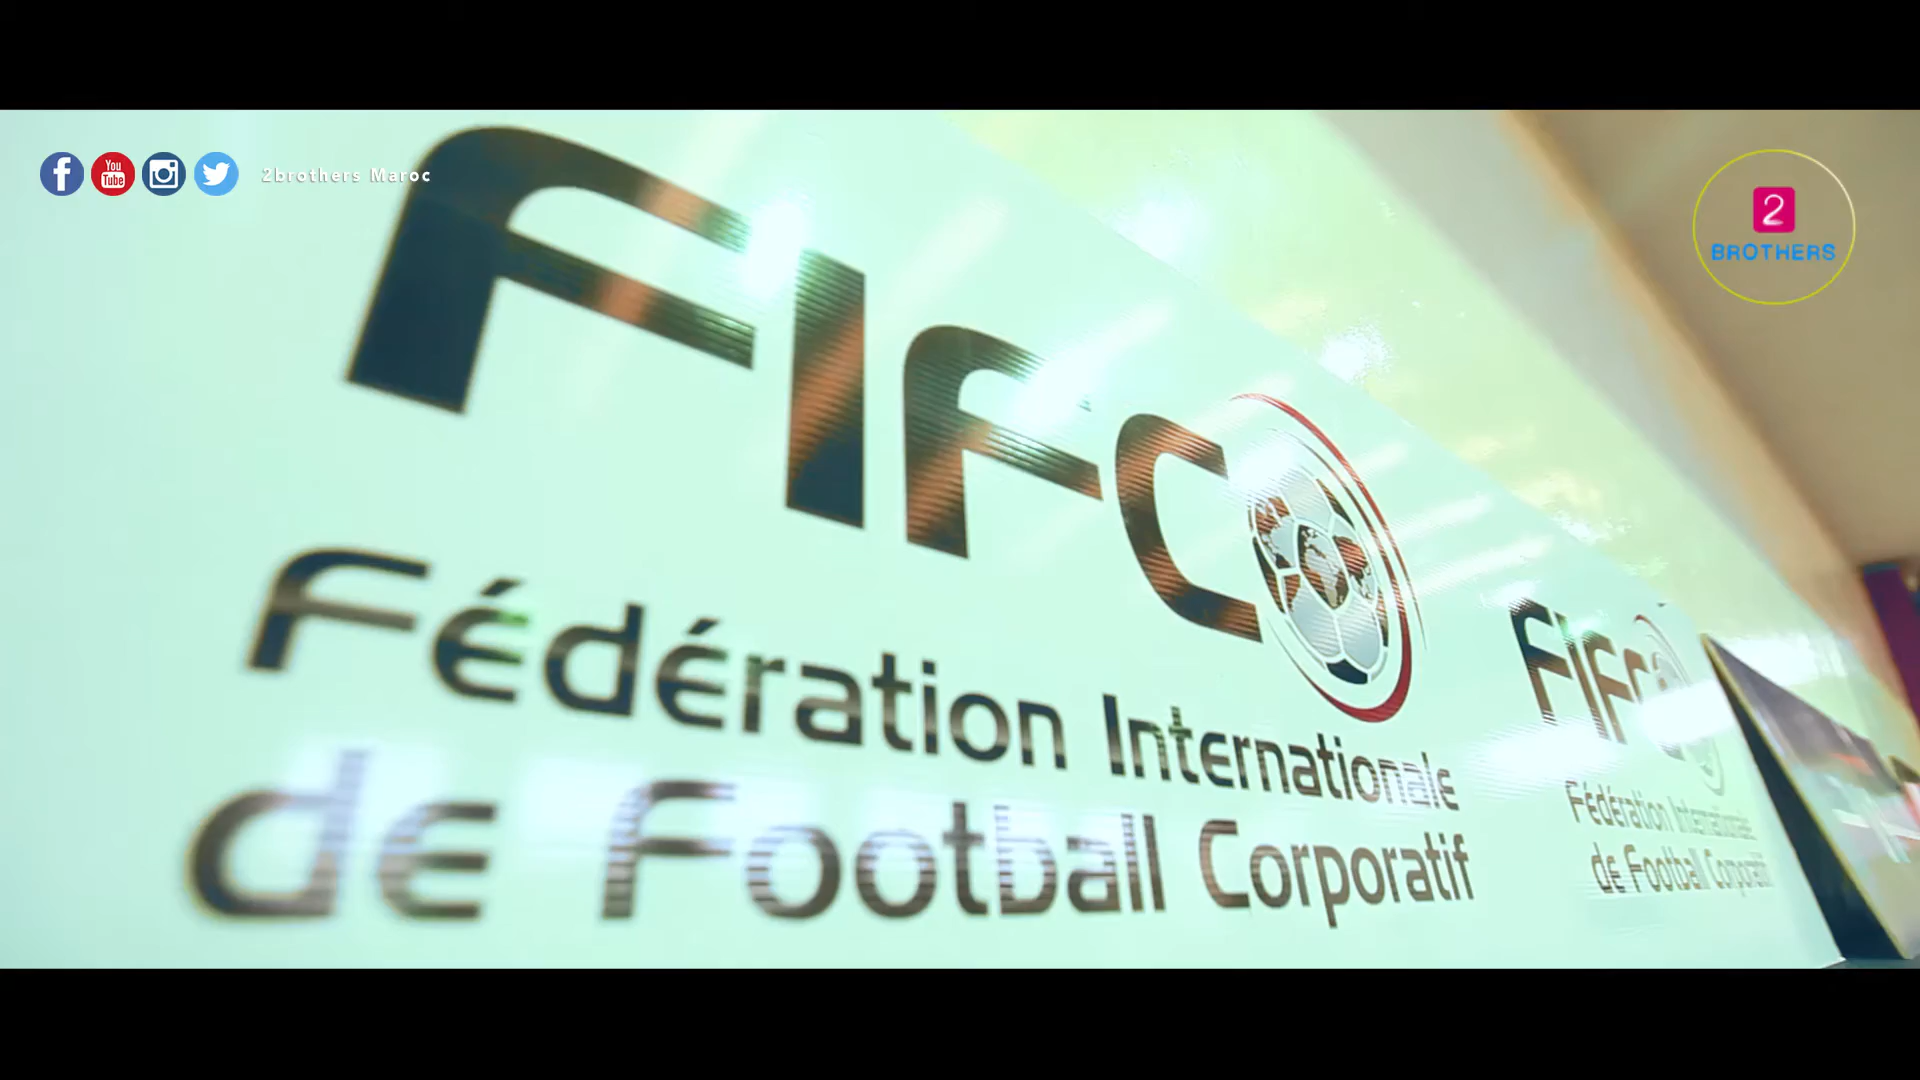 2brothers Maroc
2
BROTHERS
FIFC
Fédération Internationale
de Football Corporatif
FIFC
Fédération Internationale
de Football Corporatif